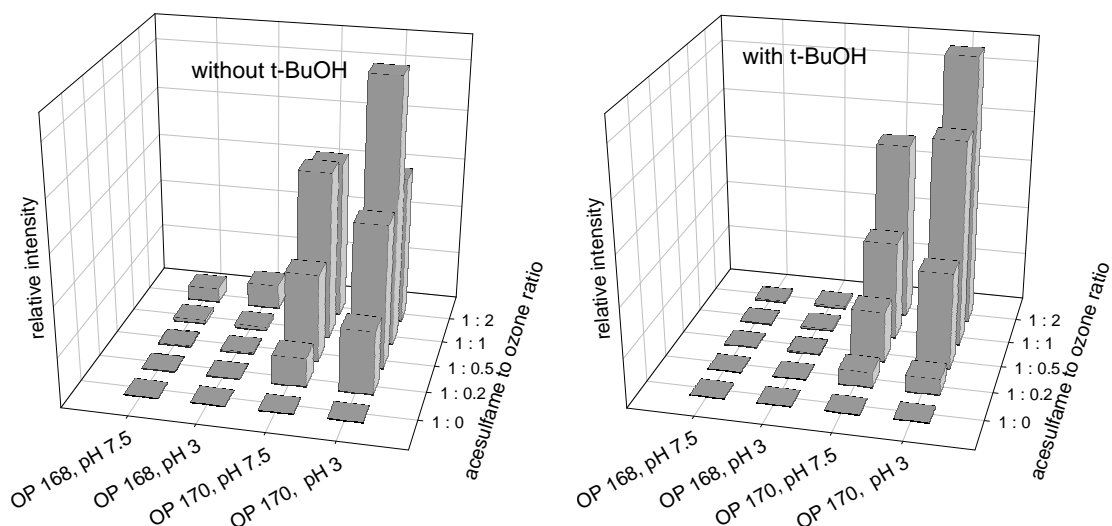 without t-BuOH
relative intensity
OP 168, pH 7.5
OP 168, pH 3
OP 170, pH 7.5
OP 170, pH 3
1 : 2
1 : 1
1 : 0.5
1 : 0.2
1 : 0
acesulfame to ozone ratio
with t-BuOH
relative intensity
OP 168, pH 7.5
OP 168, pH 3
OP 170, pH 7.5
OP 170, pH 3
1 : 2
1 : 1
1 : 0.5
1 : 0.2
1 : 0
acesulfame to ozone ratio